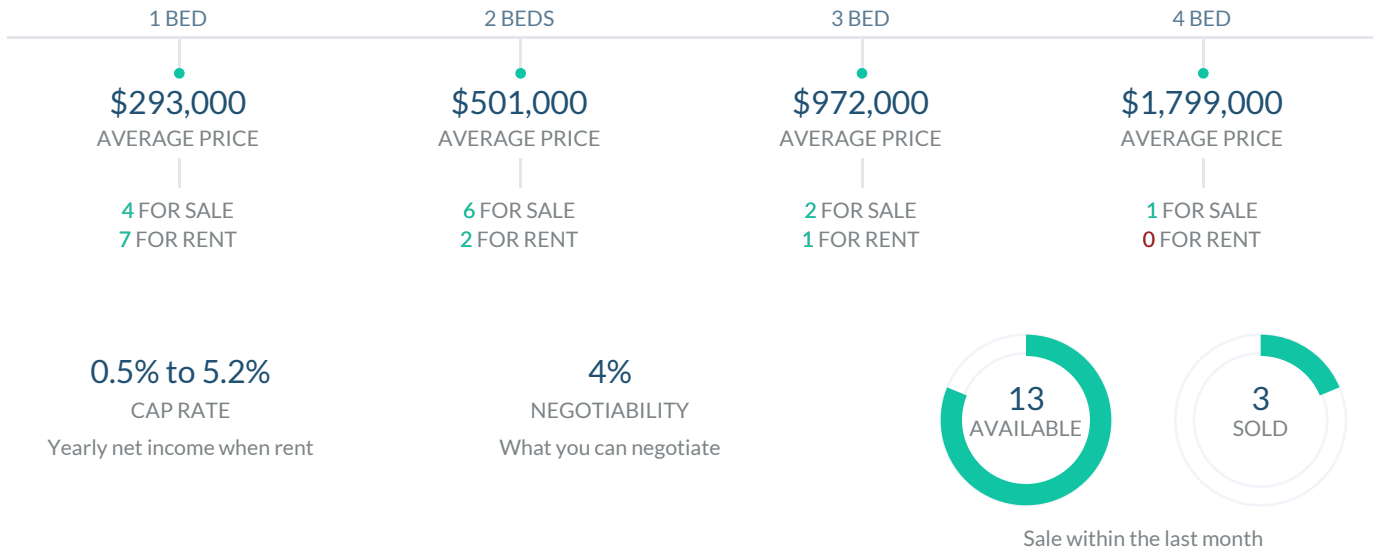 1 BED
$293,000
AVERAGE PRICE
4 FOR SALE
7 FOR RENT
2 BEDS
$501,000
AVERAGE PRICE
6 FOR SALE
2 FOR RENT
3 BED
$972,000
AVERAGE PRICE
2 FOR SALE
1 FOR RENT
4 BED
$1,799,000
AVERAGE PRICE
1 FOR SALE
0 FOR RENT
0.5% to 5.2%
CAP RATE
Yearly net income when rent
4%
NEGOTIABILITY
What you can negotiate
13
AVAILABLE
3
SOLD
Sale within the last month